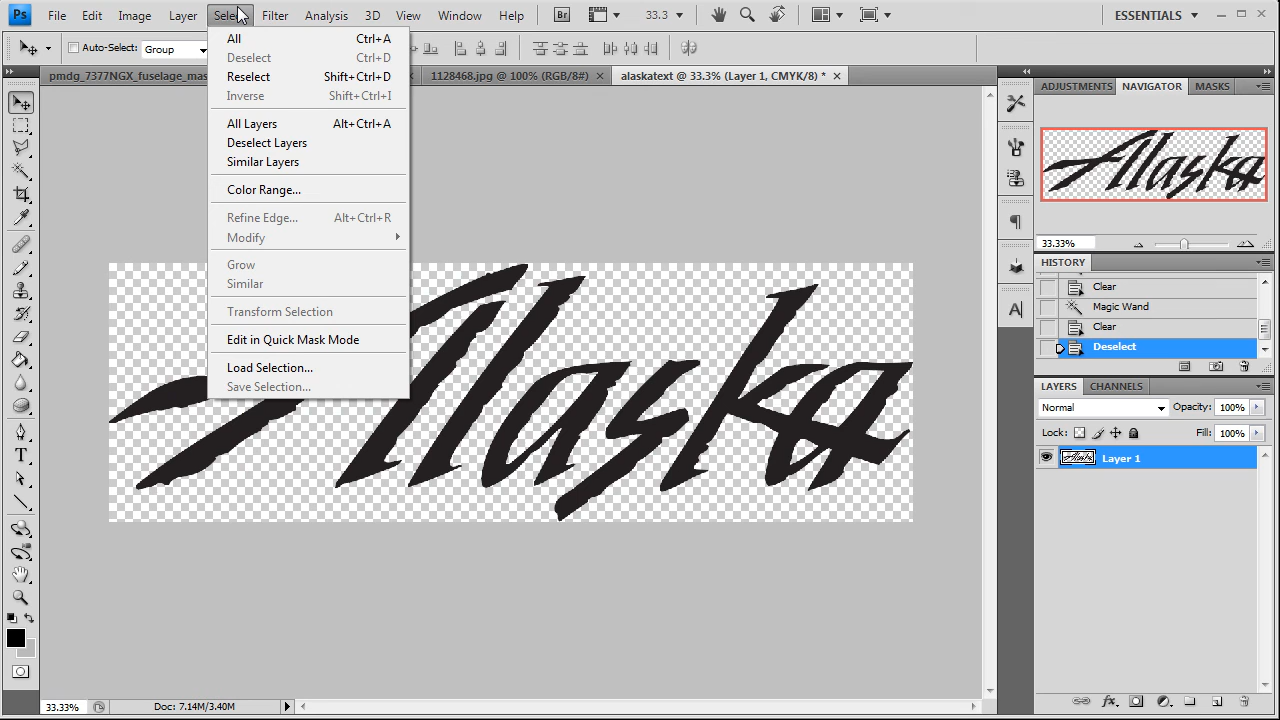 Ps File Edit Image Layer Select Filter Analysis 3D View Window Help Br 33.3 ESSENTIALS
Auto-Select: Group
pmdg_7377NGX_fuselage_mas 1128468.jpg @ 100% (RGB/8#) × alaskatext @ 33.3% (Layer 1, CMYK/8) * ×
All Ctrl+A
Deselect Ctrl+D
Reselect Shift+Ctrl+D
Inverse Shift+Ctrl+I
All Layers Alt+Ctrl+A
Deselect Layers
Similar Layers
Color Range...
Refine Edge... Alt+Ctrl+R
Modify
Grow
Similar
Transform Selection
Edit in Quick Mask Mode
Load Selection...
Save Selection...
Alaska
ADJUSTMENTS NAVIGATOR MASKS
Alaska
33.33%
HISTORY
Clear
Magic Wand
Clear
Deselect
LAYERS CHANNELS
Normal Opacity: 100%
Lock: Fill: 100%
Alaska Layer 1
33.33% Doc: 7.14M/3.40M